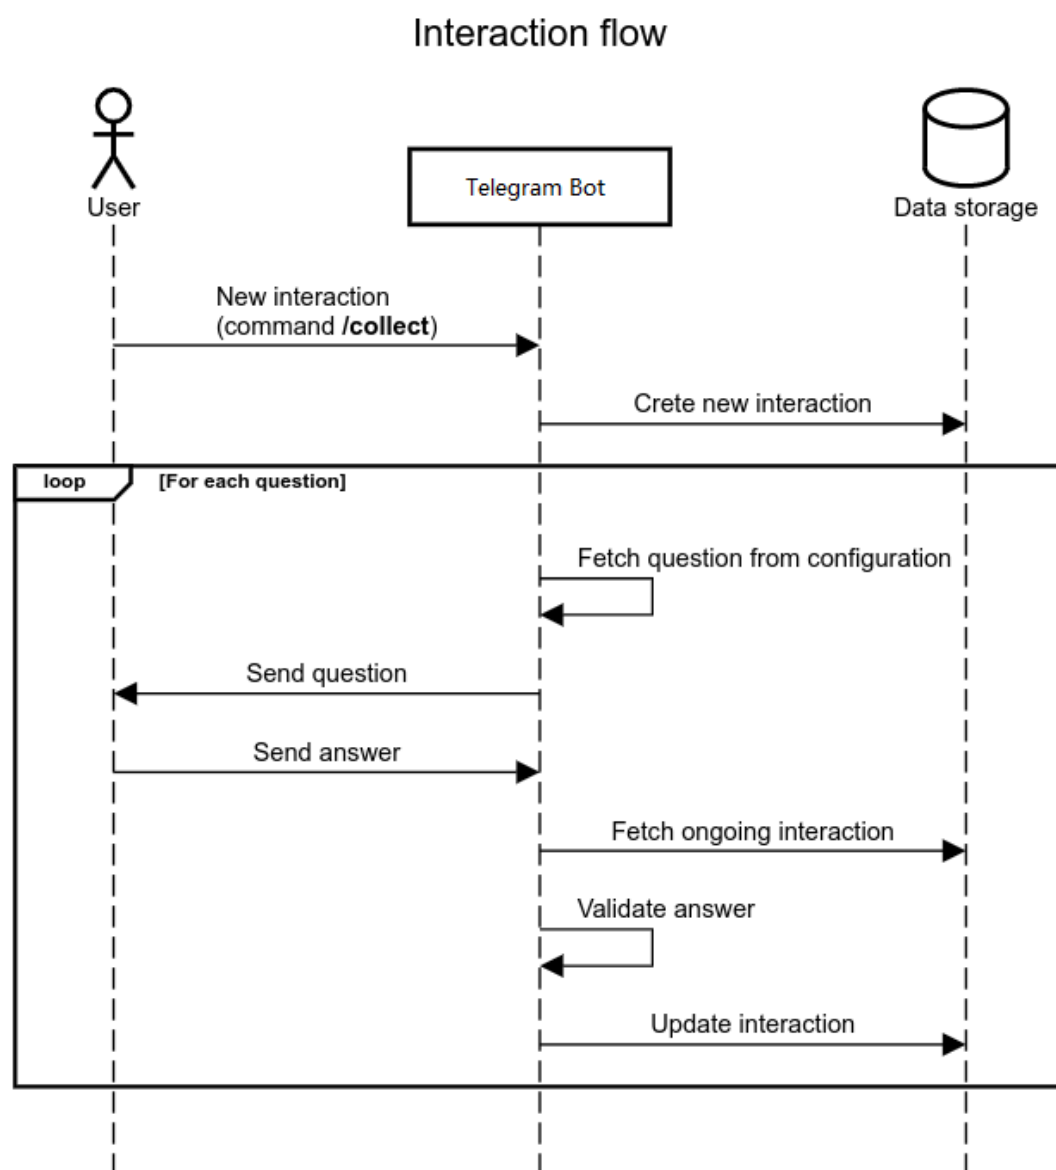 Interaction flow
User
Telegram Bot
Data storage
New interaction
(command /collect)
Crete new interaction
loop
[For each question]
Fetch question from configuration
Send question
Send answer
Fetch ongoing interaction
Validate answer
Update interaction